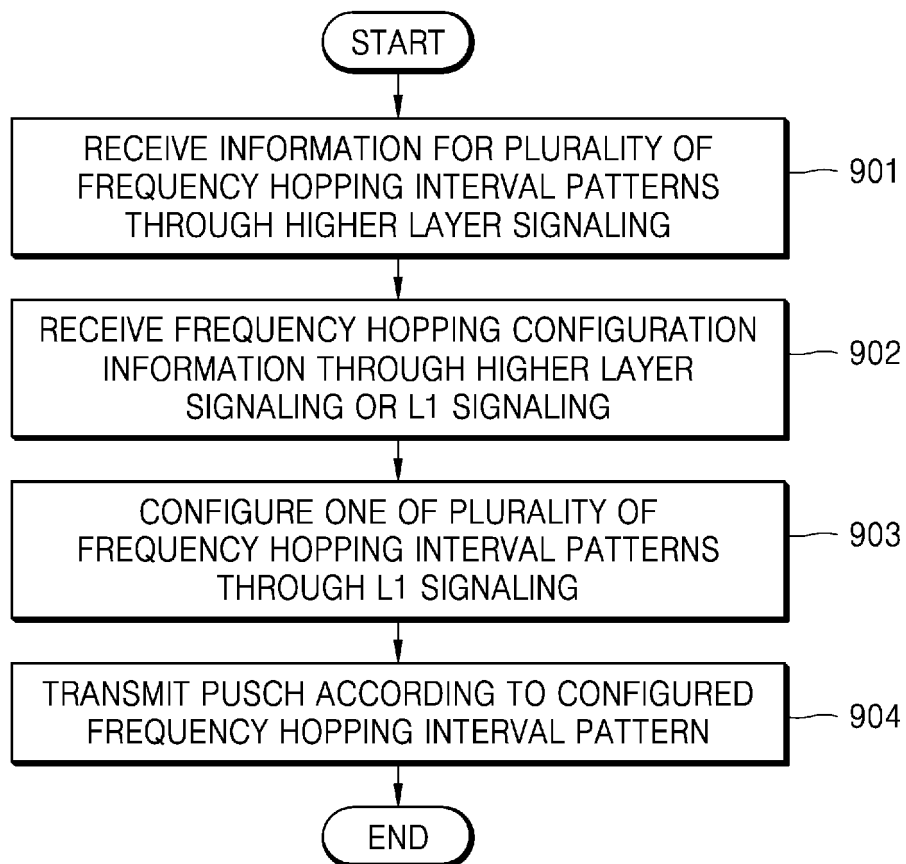 START
RECEIVE INFORMATION FOR PLURALITY OF
FREQUENCY HOPPING INTERVAL PATTERNS
THROUGH HIGHER LAYER SIGNALING
901
RECEIVE FREQUENCY HOPPING CONFIGURATION
INFORMATION THROUGH HIGHER LAYER
SIGNALING OR L1 SIGNALING
902
CONFIGURE ONE OF PLURALITY OF
FREQUENCY HOPPING INTERVAL PATTERNS
THROUGH L1 SIGNALING
903
TRANSMIT PUSCH ACCORDING TO CONFIGURED
FREQUENCY HOPPING INTERVAL PATTERN
904
END